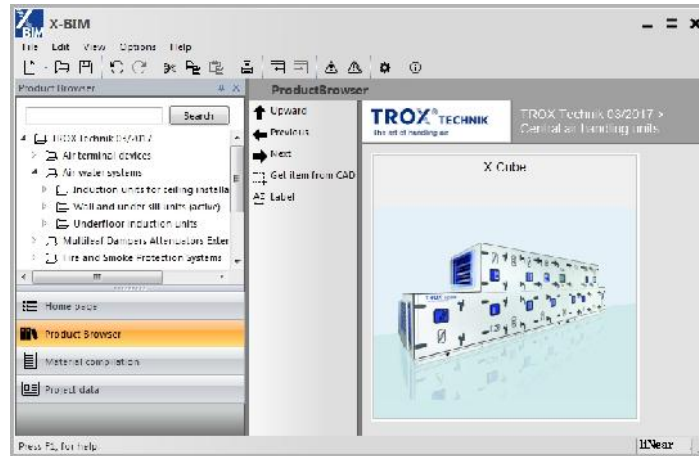 X-BIM
File Edit View Options Help
Product Browser
Search
TROX Technik 03/2017
Air terminal devices
Air water systems
Induction units for ceiling installa
Wall and under sill units (active)
Underfloor induction units
Multileaf Dampers Attenuators Exter
Fire and Smoke Protection Systems
Home page
Product Browser
Material compilation
Project data
ProductBrowser
Upward
Previous
Next
Get item from CAD
Label
TROX® TECHNIK
The art of handling air
TROX Technik 03/2017 >
Central air handling units
X Cube
Press F1, for help.
liNear